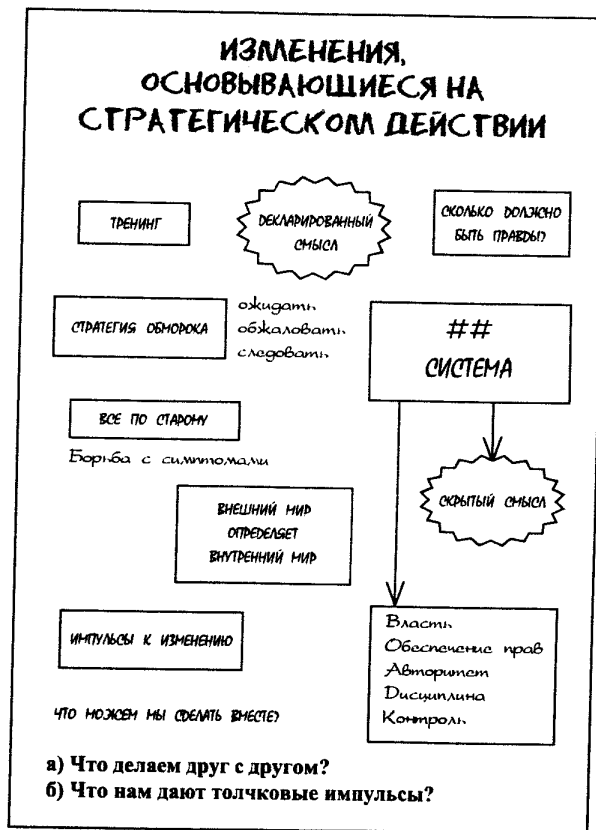 ИЗМЕНЕНИЯ,
ОСНОВЫВАЮЩИЕСЯ НА
СТРАТЕГИЧЕСКОМ ДЕЙСТВИИ
ТРЕНИНГ
ДЕКЛАРИРОВАННЫЙ
СМЫСЛ
СКОЛЬКО ДОЛЖНО
БЫТЬ ПРАВДЫ?
СТРАТЕГИЯ ОБМОРОКА
ожидать
обжаловать
следовать
##
СИСТЕМА
ВСЕ ПО СТАРОМУ
Борьба с симптомами
СКРЫТЫЙ СМЫСЛ
ВНЕШНИЙ МИР
ОПРЕДЕЛЯЕТ
ВНУТРЕННИЙ МИР
ИМПУЛЬСЫ К ИЗМЕНЕНИЮ
Власть
Обеспечение прав
Авторитет
Дисциплина
Контроль
ЧТО МОЖЕМ МЫ СДЕЛАТЬ ВМЕСТЕ?
а) Что делаем друг с другом?
б) Что нам дают толчковые импульсы?